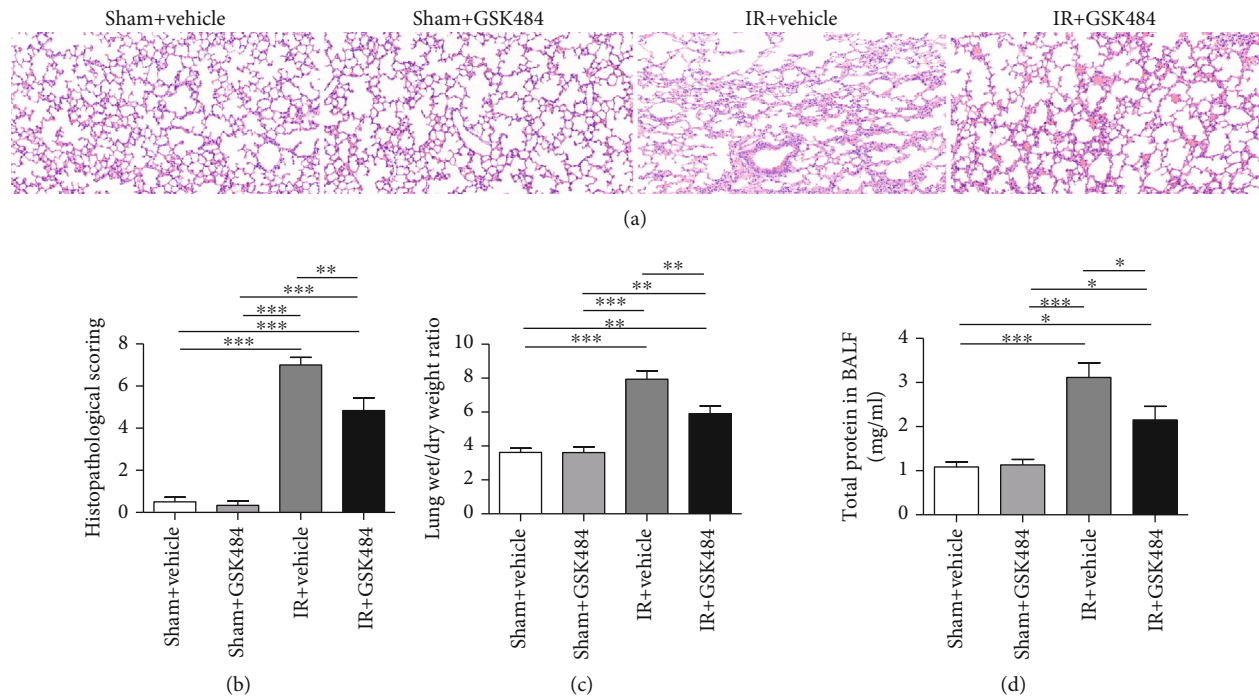 Sham+vehicle
Sham+GSK484
IR+vehicle
IR+GSK484
(a)
**
***
***
***
***
Histopathological scoring
8
6
4
2
0
Sham+vehicle
Sham+GSK484
IR+vehicle
IR+GSK484
(b)
**
**
***
**
***
Lung wet/dry weight ratio
10
8
6
4
2
0
Sham+vehicle
Sham+GSK484
IR+vehicle
IR+GSK484
(c)
*
*
***
*
***
Total protein in BALF
(mg/ml)
4
3
2
1
0
Sham+vehicle
Sham+GSK484
IR+vehicle
IR+GSK484
(d)